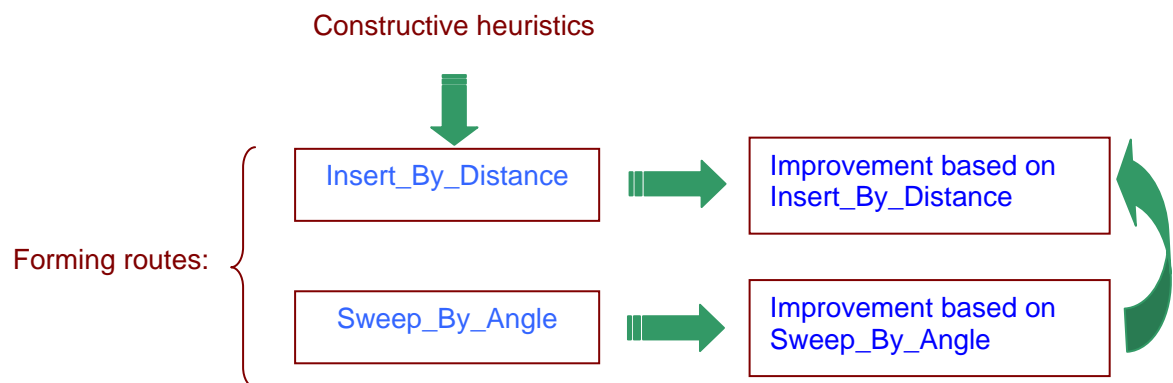 Constructive heuristics
Insert_By_Distance
Improvement based on
Insert_By_Distance
Forming routes:
Sweep_By_Angle
Improvement based on
Sweep_By_Angle